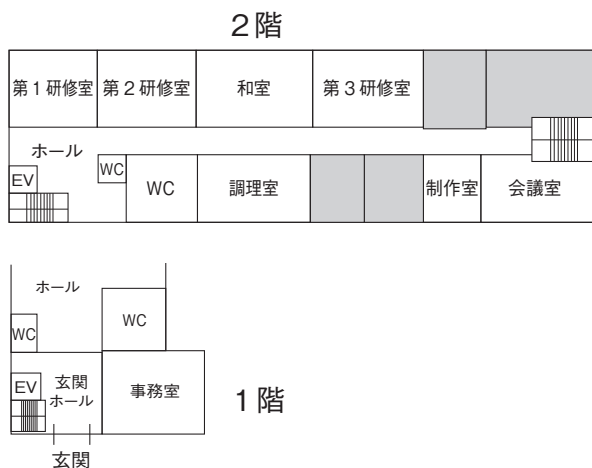 ２階
第１研修室
第２研修室
和室
第３研修室
ホール
EV
WC
WC
調理室
制作室
会議室
ホール
WC
WC
EV
玄関
ホール
事務室
１階
玄関